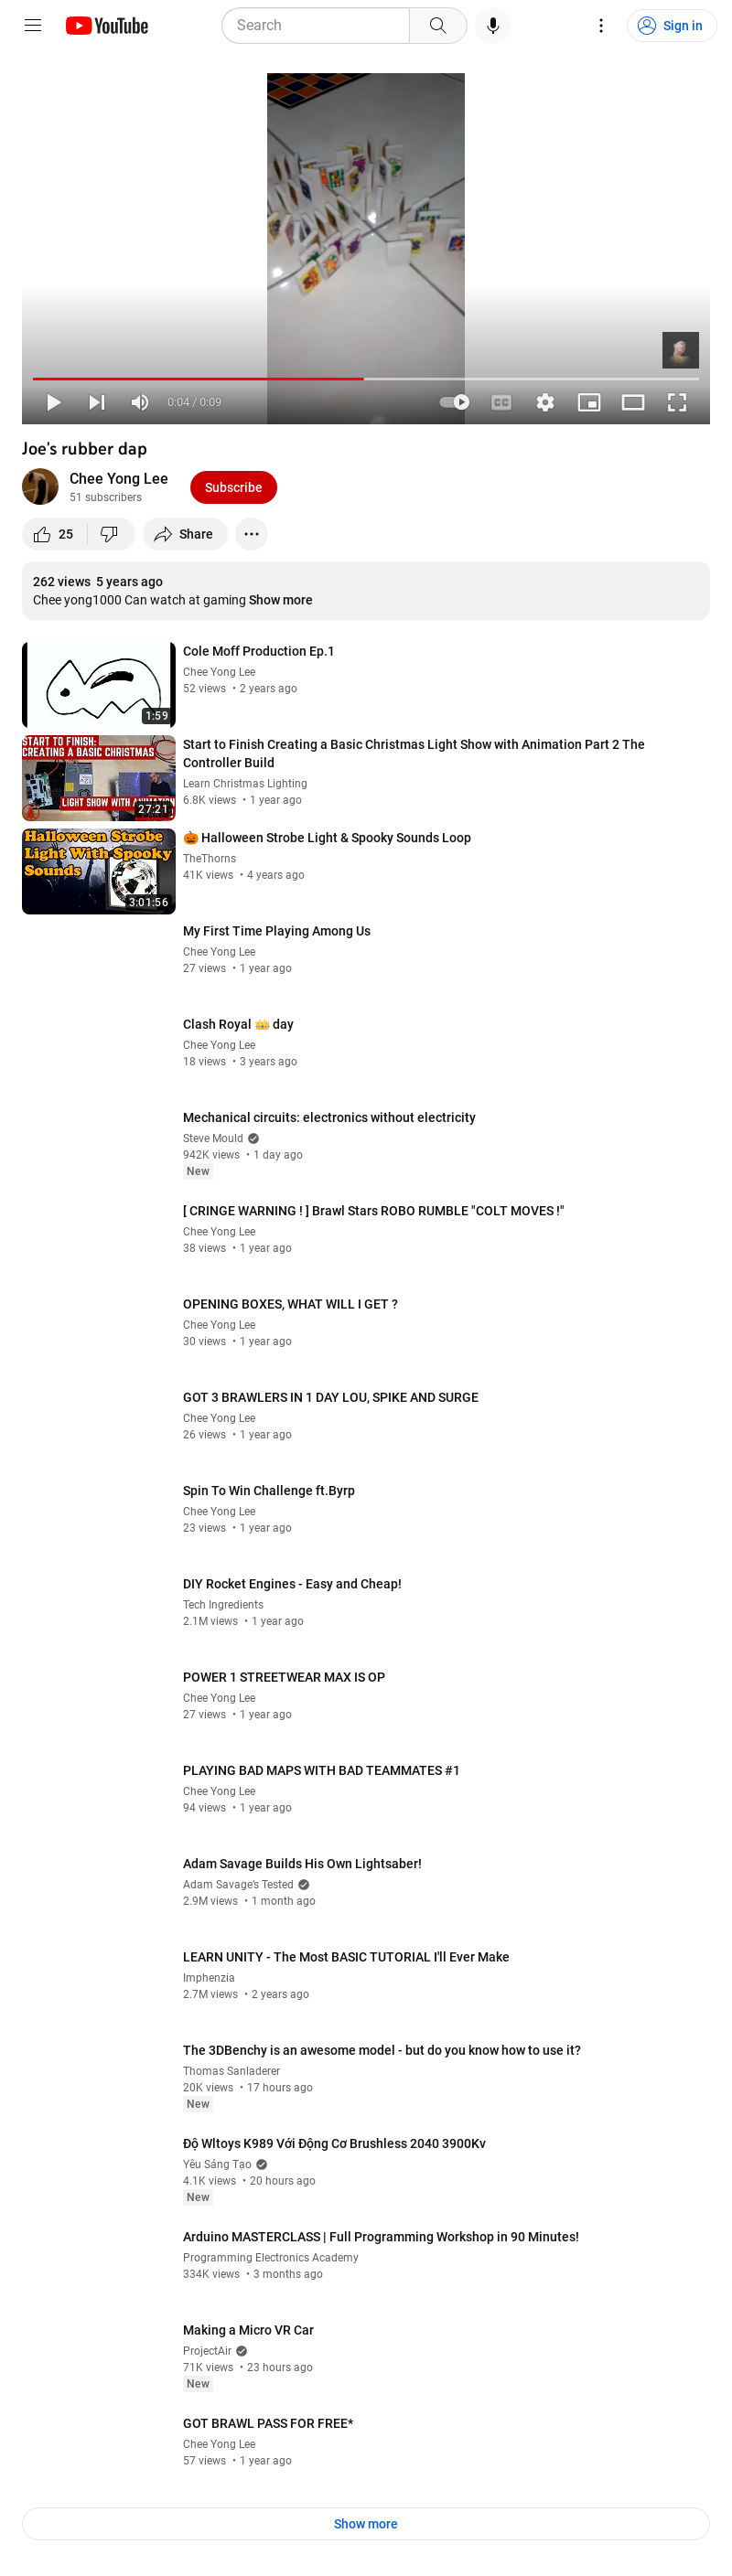 YouTube
Search
Sign in
0:04 / 0:09
CC
Joe's rubber dap
Chee Yong Lee
51 subscribers
Subscribe
25
Share
262 views 5 years ago
Chee yong1000 Can watch at gaming Show more
1:59
Cole Moff Production Ep.1
Chee Yong Lee
52 views • 2 years ago
START TO FINISH:
CREATING A BASIC CHRISTMAS
LIGHT SHOW WITH ANIMATION
27:21
Start to Finish Creating a Basic Christmas Light Show with Animation Part 2 The
Controller Build
Learn Christmas Lighting
6.8K views • 1 year ago
Halloween Strobe
Light With Spooky
Sounds
3:01:56
🎃 Halloween Strobe Light & Spooky Sounds Loop
TheThorns
41K views • 4 years ago
My First Time Playing Among Us
Chee Yong Lee
27 views • 1 year ago
Clash Royal 👑 day
Chee Yong Lee
18 views • 3 years ago
Mechanical circuits: electronics without electricity
Steve Mould
942K views • 1 day ago
New
[ CRINGE WARNING ! ] Brawl Stars ROBO RUMBLE "COLT MOVES !"
Chee Yong Lee
38 views • 1 year ago
OPENING BOXES, WHAT WILL I GET ?
Chee Yong Lee
30 views • 1 year ago
GOT 3 BRAWLERS IN 1 DAY LOU, SPIKE AND SURGE
Chee Yong Lee
26 views • 1 year ago
Spin To Win Challenge ft.Byrp
Chee Yong Lee
23 views • 1 year ago
DIY Rocket Engines - Easy and Cheap!
Tech Ingredients
2.1M views • 1 year ago
POWER 1 STREETWEAR MAX IS OP
Chee Yong Lee
27 views • 1 year ago
PLAYING BAD MAPS WITH BAD TEAMMATES #1
Chee Yong Lee
94 views • 1 year ago
Adam Savage Builds His Own Lightsaber!
Adam Savage's Tested
2.9M views • 1 month ago
LEARN UNITY - The Most BASIC TUTORIAL I'll Ever Make
Imphenzia
2.7M views • 2 years ago
The 3DBenchy is an awesome model - but do you know how to use it?
Thomas Sanladerer
20K views • 17 hours ago
New
Độ Wltoys K989 Với Động Cơ Brushless 2040 3900Kv
Yêu Sáng Tạo
4.1K views • 20 hours ago
New
Arduino MASTERCLASS | Full Programming Workshop in 90 Minutes!
Programming Electronics Academy
334K views • 3 months ago
Making a Micro VR Car
ProjectAir
71K views • 23 hours ago
New
GOT BRAWL PASS FOR FREE*
Chee Yong Lee
57 views • 1 year ago
Show more